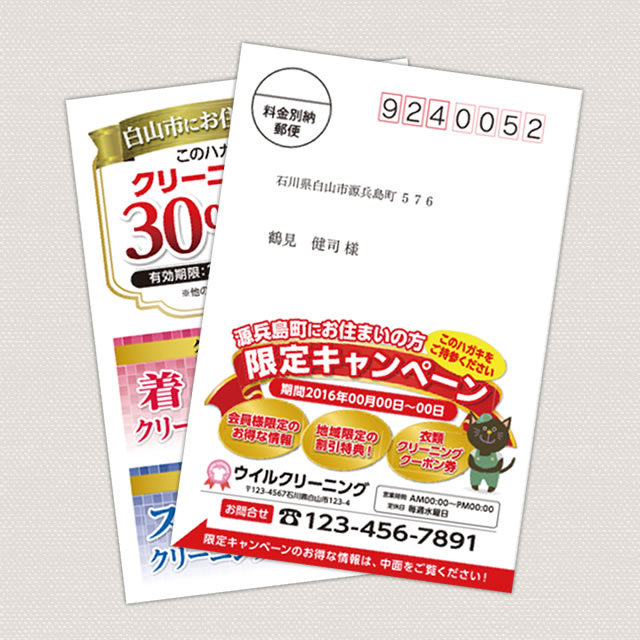 料金別納
郵便
9240052
石川県白山市源兵島町５７６
鶴見　健司 様
源兵島町にお住まいの方
限定キャンペーン
このハガキを
ご持参ください
期間2016年00月00日～00日
会員様限定の
お得な情報
地域限定の
割引特典！
衣類
クリーニング
クーポン券
ウイルクリーニング
〒123-4567石川県白山市123-4
営業時間 AM00:00～PM00:00
定休日 毎週水曜日
お問合せ ☎123-456-7891
限定キャンペーンのお得な情報は、中面をご覧ください！
白山市にお住
このハガ
クリーニ
30%
有効期限：
※他の
着
クリー
ス
クリーニン